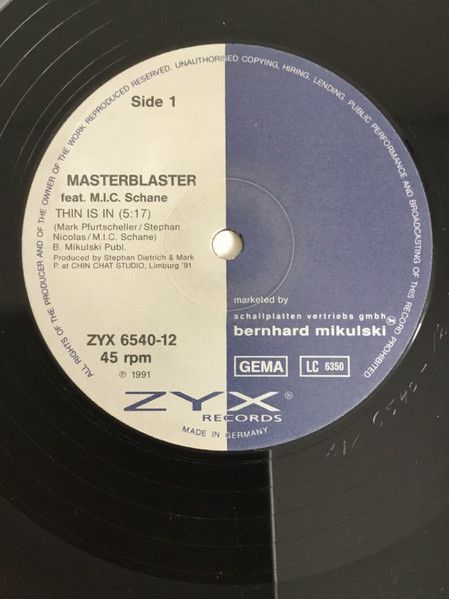 ALL RIGHTS OF THE PRODUCER AND OF THE OWNER OF THE WORK REPRODUCED RESERVED. UNAUTHORISED COPYING, HIRING, LENDING, PUBLIC PERFORMANCE AND BROADCASTING OF THIS RECORD PROHIBITED
Side 1
MASTERBLASTER
feat. M.I.C. Schane
THIN IS IN (5:17)
(Mark Pfurtscheller/Stephan
Nicolas/M.I.C. Schane)
B. Mikulski Publ.
Produced by Stephan Dietrich & Mark
P. at CHIN CHAT STUDIO, Limburg '91
ZYX 6540-12
45 rpm
℗ 1991
marketed by
schallplatten vertriebs gmbh
bernhard mikulski
GEMA
LC 6350
ZYX®
RECORDS
MADE IN GERMANY